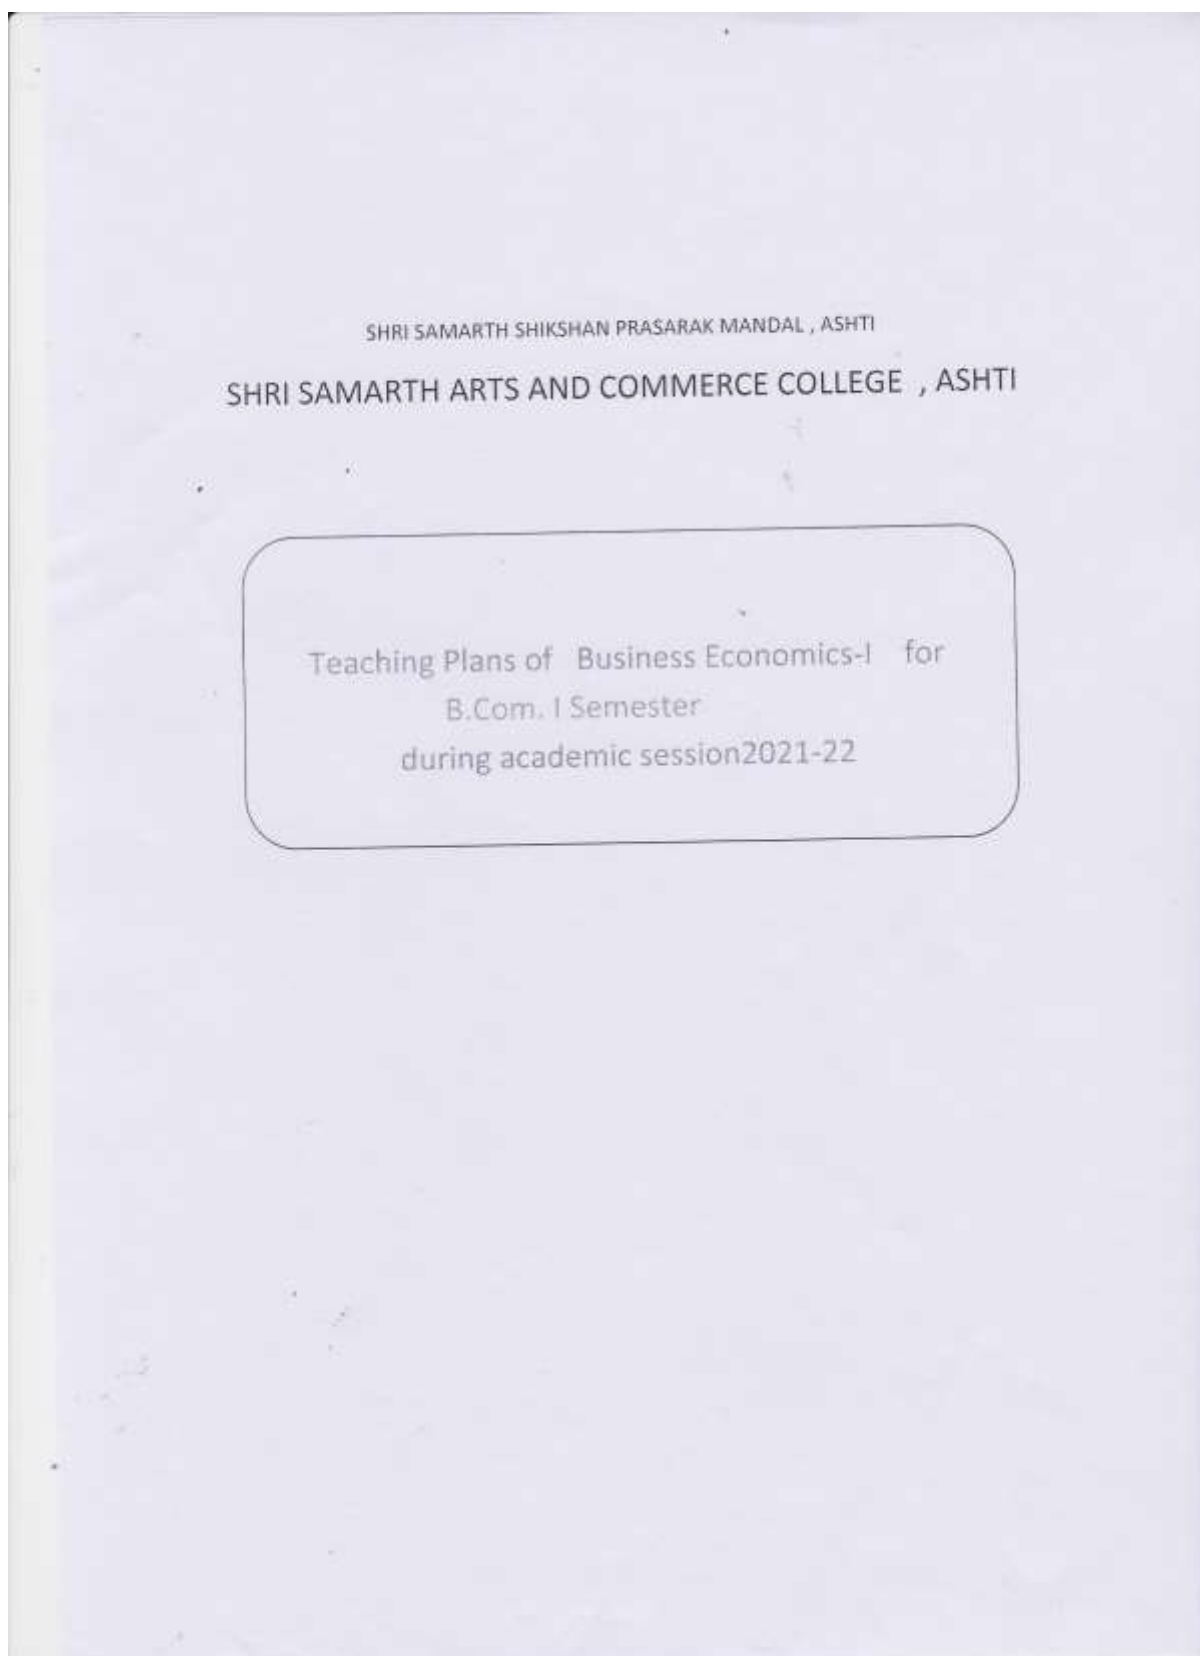 SHRI SAMARTH SHIKSHAN PRASARAK MANDAL , ASHTI
SHRI SAMARTH ARTS AND COMMERCE COLLEGE , ASHTI
Teaching Plans of Business Economics-I for
B.Com. I Semester
during academic session2021-22